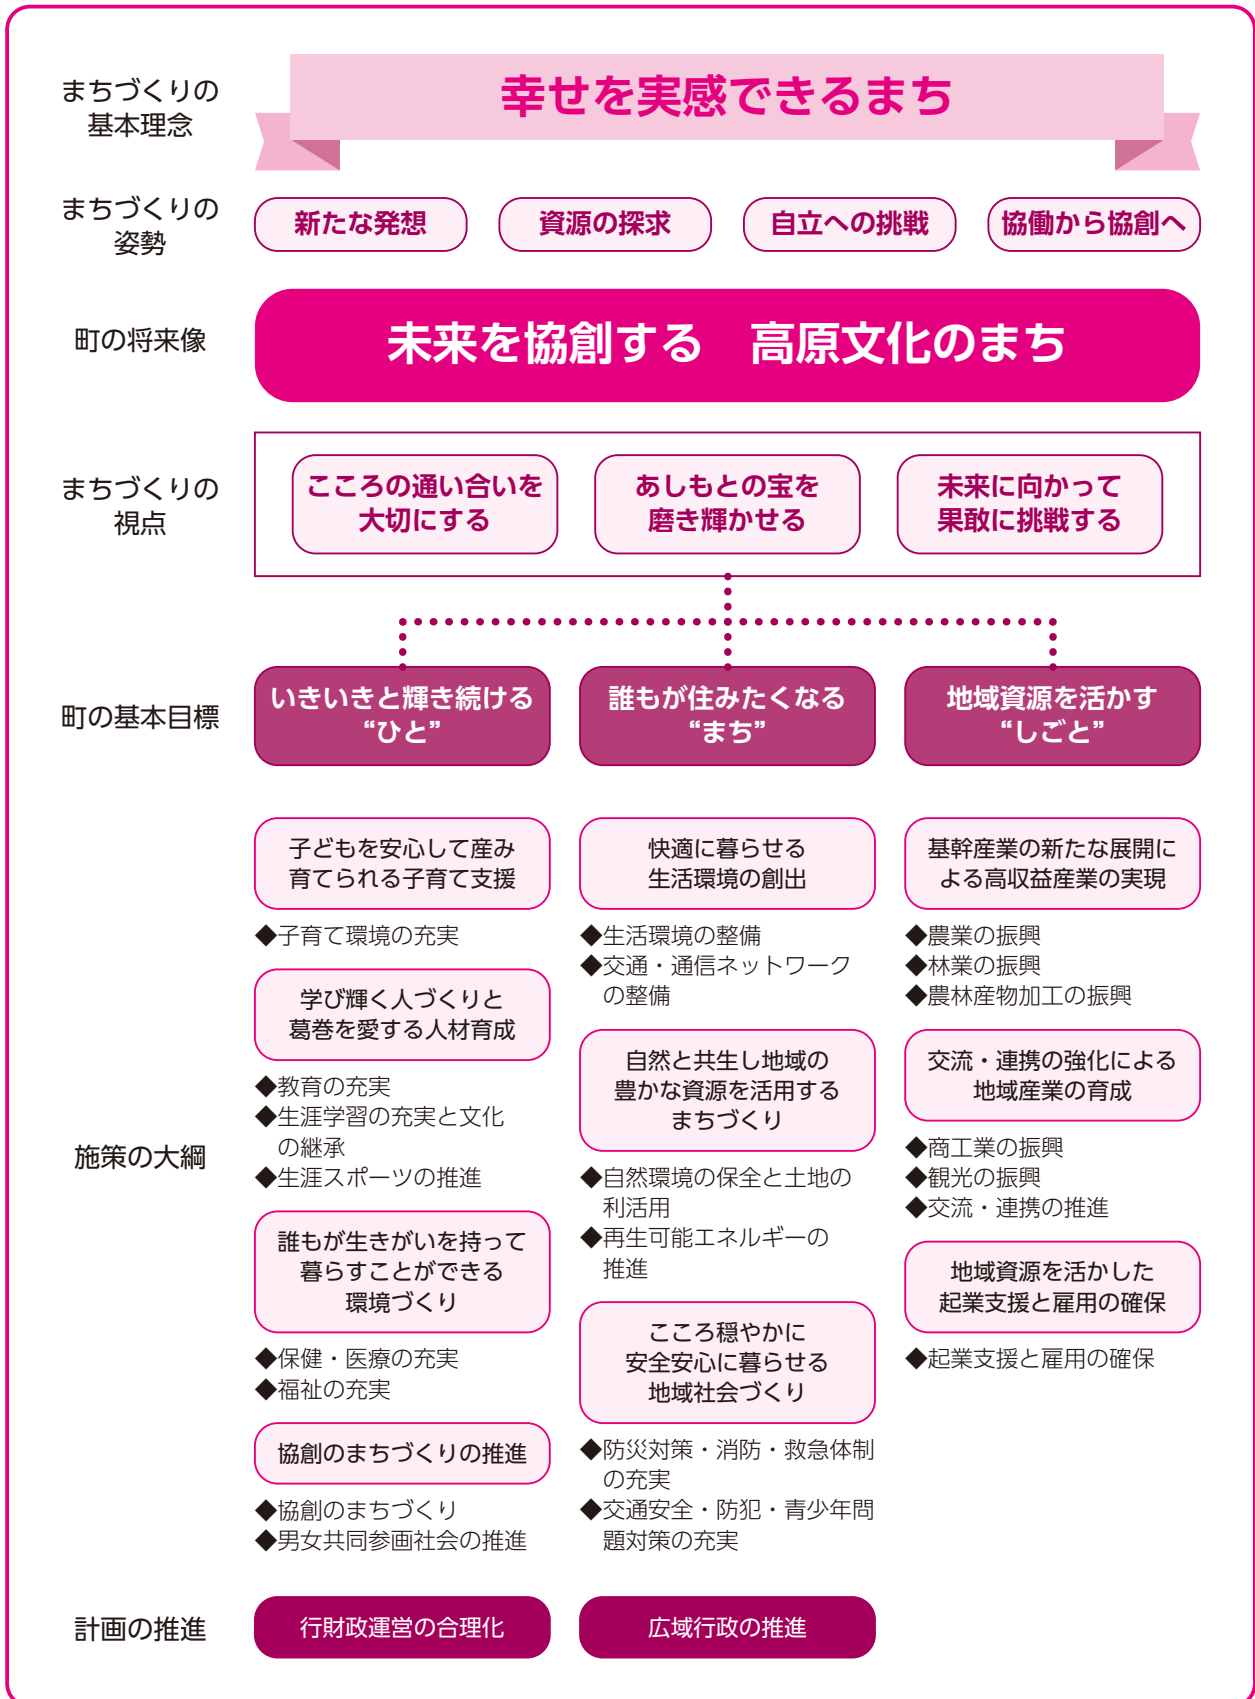 まちづくりの
基本理念
幸せを実感できるまち
まちづくりの
姿勢
新たな発想
資源の探求
自立への挑戦
協働から協創へ
町の将来像
未来を協創する　高原文化のまち
まちづくりの
視点
こころの通い合いを
大切にする
あしもとの宝を
磨き輝かせる
未来に向かって
果敢に挑戦する
町の基本目標
いきいきと輝き続ける
“ひと”
誰もが住みたくなる
“まち”
地域資源を活かす
“しごと”
施策の大綱
子どもを安心して産み
育てられる子育て支援
◆子育て環境の充実
学び輝く人づくりと
葛巻を愛する人材育成
◆教育の充実
◆生涯学習の充実と文化
の継承
◆生涯スポーツの推進
誰もが生きがいを持って
暮らすことができる
環境づくり
◆保健・医療の充実
◆福祉の充実
協創のまちづくりの推進
◆協創のまちづくり
◆男女共同参画社会の推進
快適に暮らせる
生活環境の創出
◆生活環境の整備
◆交通・通信ネットワーク
の整備
自然と共生し地域の
豊かな資源を活用する
まちづくり
◆自然環境の保全と土地の
利活用
◆再生可能エネルギーの
推進
こころ穏やかに
安全安心に暮らせる
地域社会づくり
◆防災対策・消防・救急体制
の充実
◆交通安全・防犯・青少年問
題対策の充実
基幹産業の新たな展開に
よる高収益産業の実現
◆農業の振興
◆林業の振興
◆農林産物加工の振興
交流・連携の強化による
地域産業の育成
◆商工業の振興
◆観光の振興
◆交流・連携の推進
地域資源を活かした
起業支援と雇用の確保
◆起業支援と雇用の確保
計画の推進
行財政運営の合理化
広域行政の推進